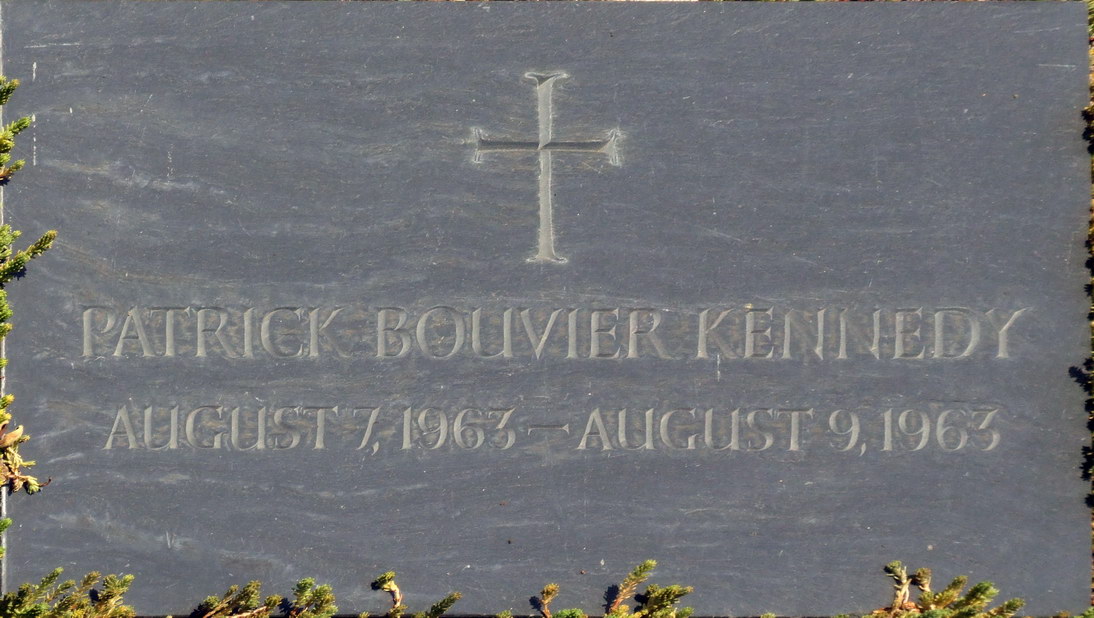 PATRICK BOUVIER KENNEDY
AUGUST 7, 1963 – AUGUST 9, 1963